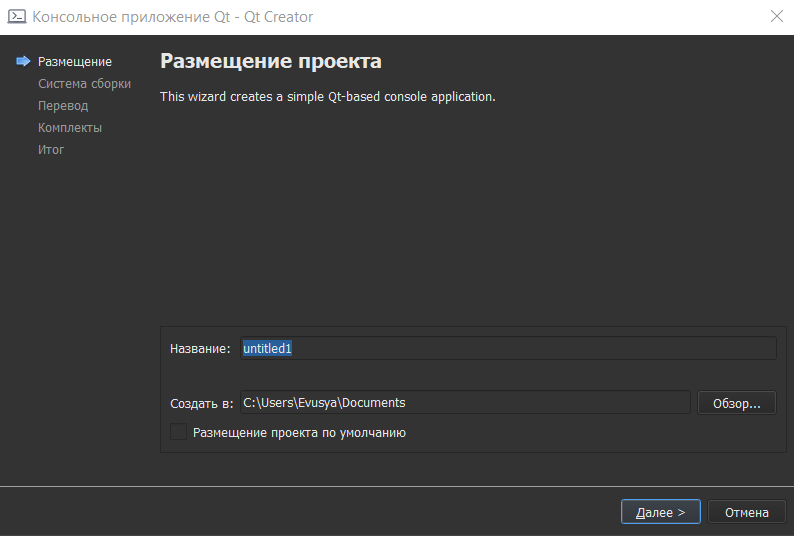 Консольное приложение Qt - Qt Creator
Размещение
Система сборки
Перевод
Комплекты
Итог
Размещение проекта
This wizard creates a simple Qt-based console application.
Название: untitled1
Создать в: C:\Users\Evusya\Documents Обзор...
Размещение проекта по умолчанию
Далее > Отмена